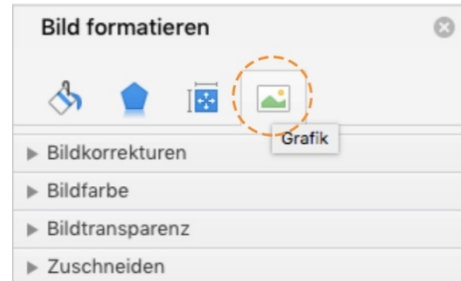 Bild formatieren
Grafik
Bildkorrekturen
Bildfarbe
Bildtransparenz
Zuschneiden